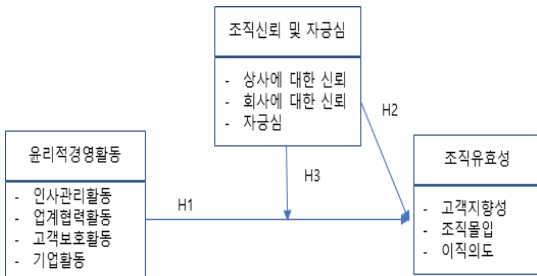 조직신뢰 및 자긍심
- 상사에 대한 신뢰
- 회사에 대한 신뢰
- 자긍심
H2
윤리적경영활동
- 인사관리활동
- 업계협력활동
- 고객보호활동
- 기업활동
H1
H3
조직유효성
- 고객지향성
- 조직몰입
- 이직의도